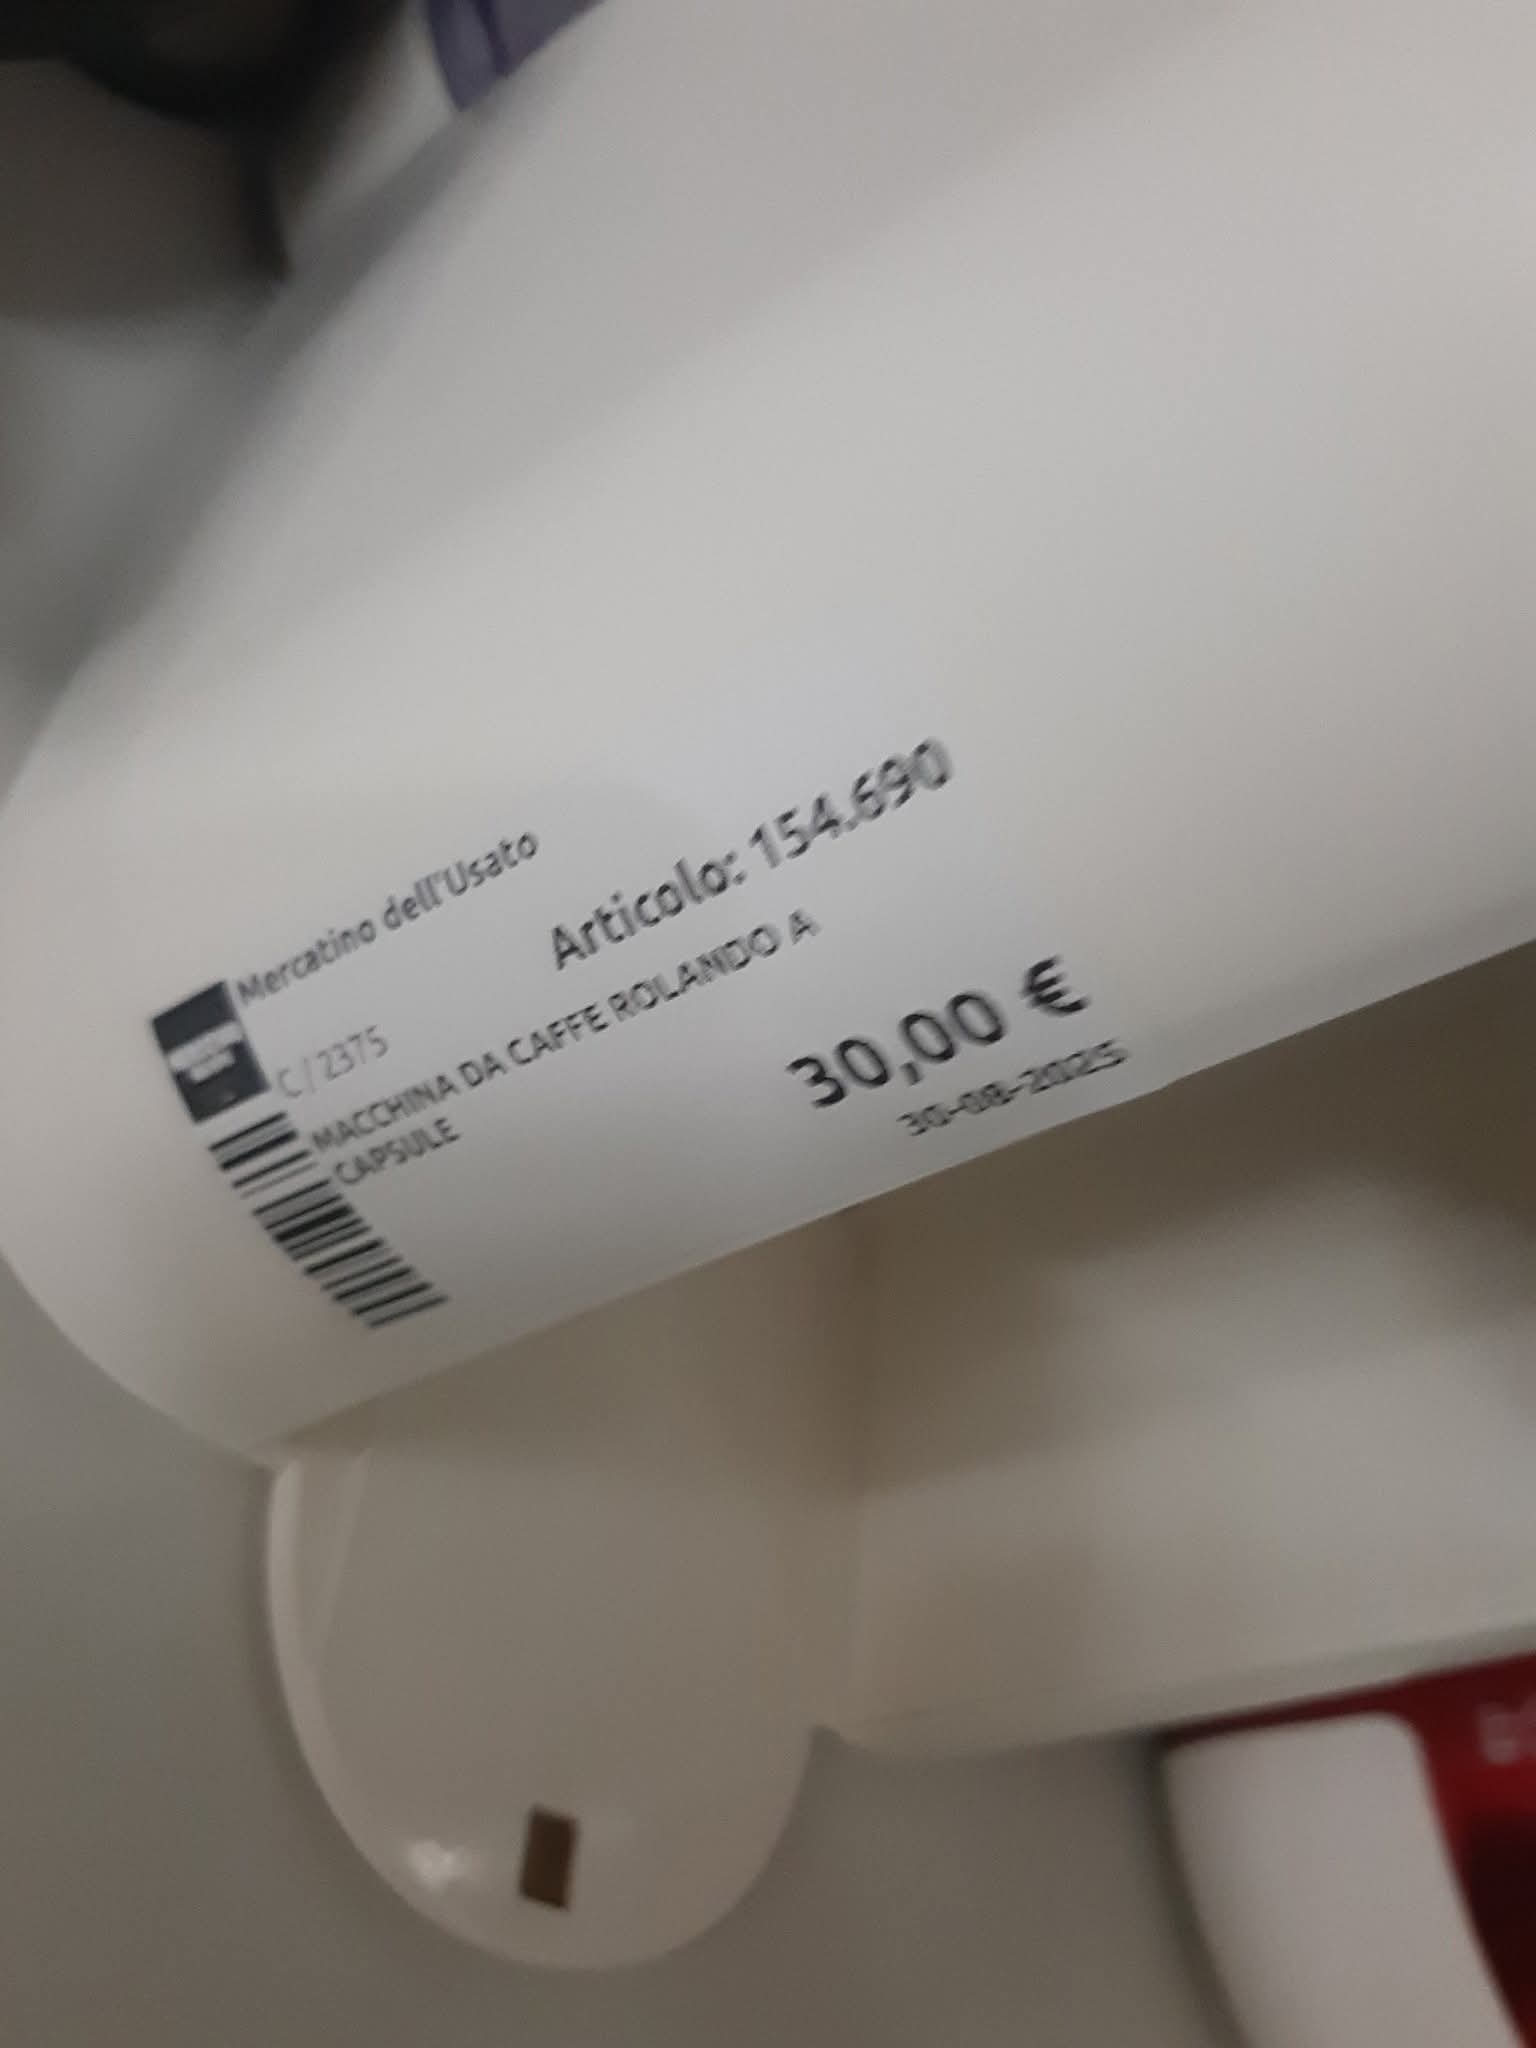 Mercatino dell'Usato
C / 2375
Articolo: 154.690
MACCHINA DA CAFFE ROLANDO A
CAPSULE
30,00 €
30-08-2025